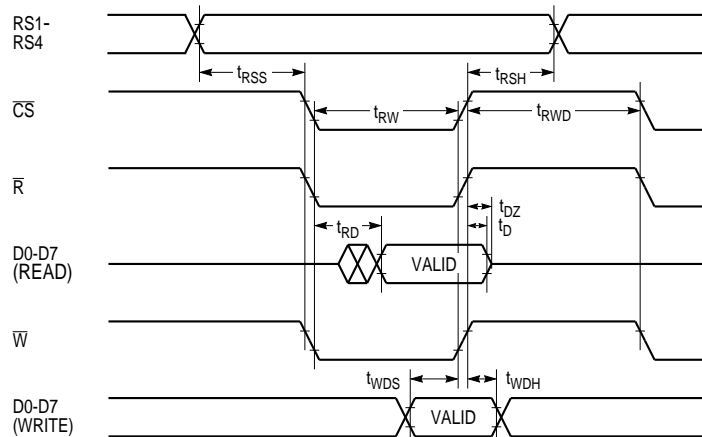 RS1-
RS4
tRSS
tRSH
CS
tRW
tRWD
R
tDZ
tRD
tD
D0-D7
(READ)
VALID
W
tWDS
tWDH
D0-D7
(WRITE)
VALID